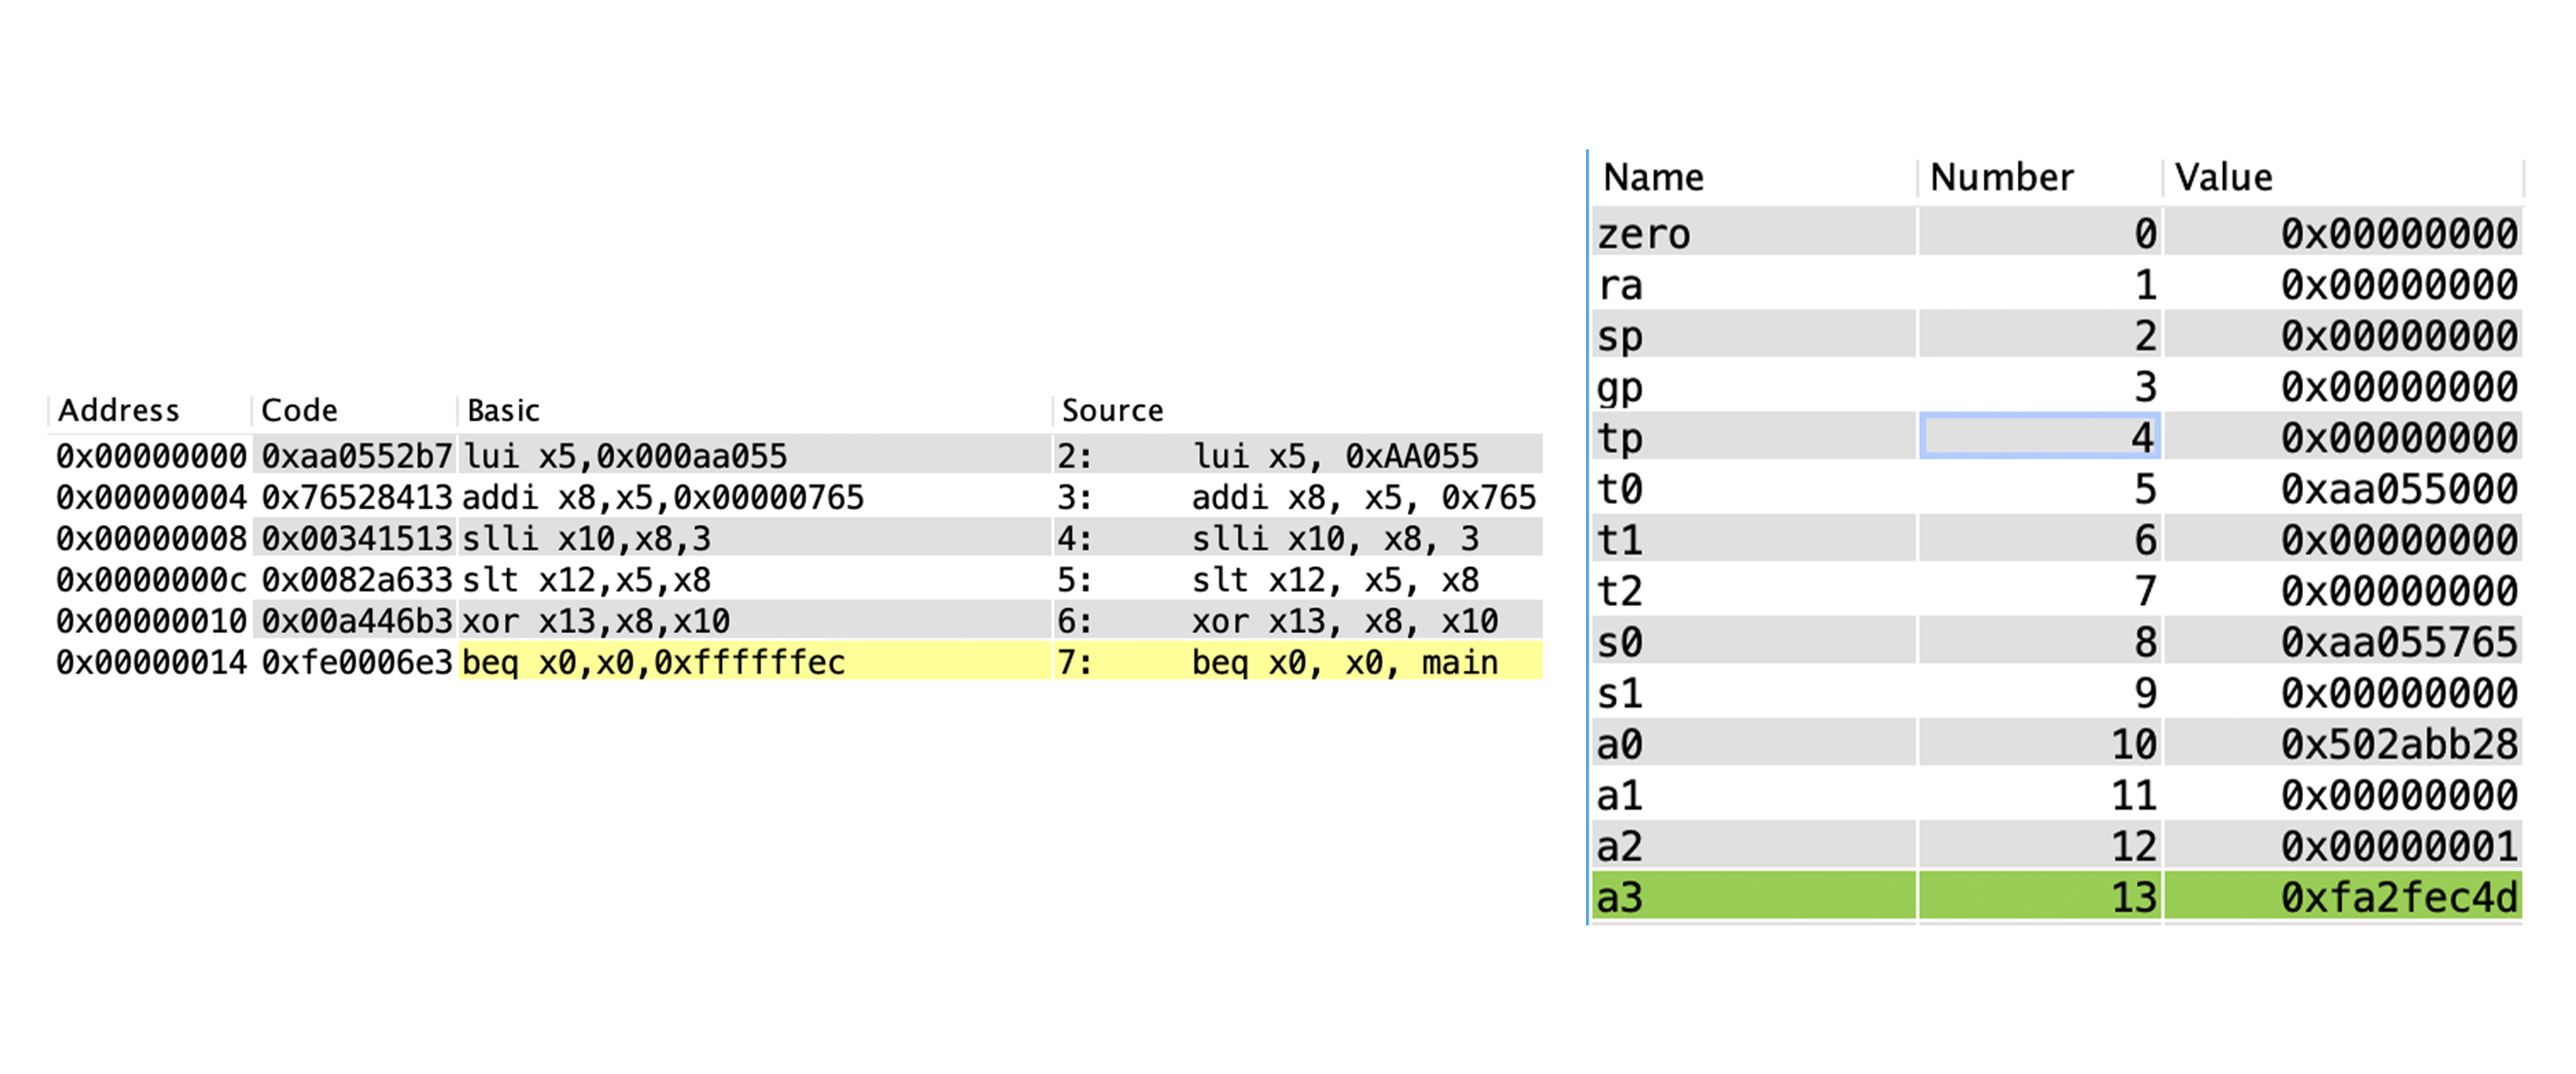 Address Code Basic Source
0x00000000 0xaa0552b7 lui x5,0x000aa055 2: lui x5, 0xAA055
0x00000004 0x76528413 addi x8,x5,0x00000765 3: addi x8, x5, 0x765
0x00000008 0x00341513 slli x10,x8,3 4: slli x10, x8, 3
0x0000000c 0x0082a633 slt x12,x5,x8 5: slt x12, x5, x8
0x00000010 0x00a446b3 xor x13,x8,x10 6: xor x13, x8, x10
0x00000014 0xfe0006e3 beq x0,x0,0xffffffec 7: beq x0, x0, main
Name Number Value
zero 0 0x00000000
ra 1 0x00000000
sp 2 0x00000000
gp 3 0x00000000
tp 4 0x00000000
t0 5 0xaa055000
t1 6 0x00000000
t2 7 0x00000000
s0 8 0xaa055765
s1 9 0x00000000
a0 10 0x502abb28
a1 11 0x00000000
a2 12 0x00000001
a3 13 0xfa2fec4d